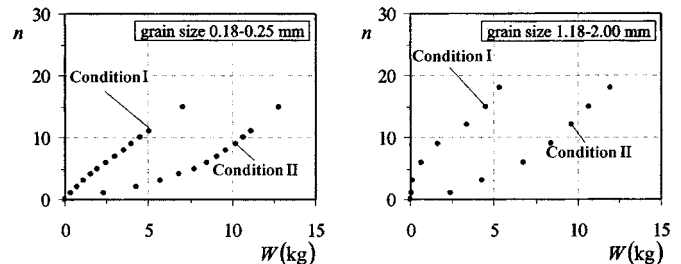 30
n
20
10
0
grain size 0.18-0.25 mm
Condition I
Condition II
0 5 10 15
W(kg)
30
n
20
10
0
grain size 1.18-2.00 mm
Condition I
Condition II
0 5 10 15
W(kg)